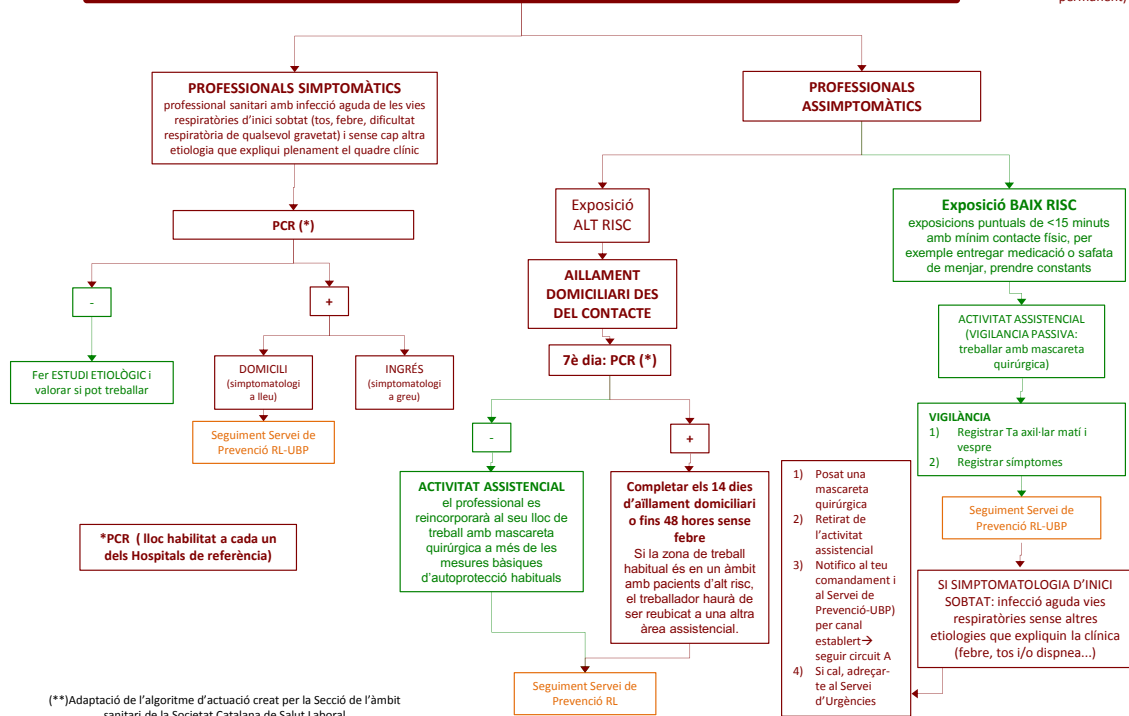 permanent)
PROFESSIONALS SIMPTOMÀTICS
professional sanitari amb infecció aguda de les vies
respiratòries d'inici sobtat (tos, febre, dificultat
respiratòria de qualsevol gravetat) i sense cap altra
etiologia que expliqui plenament el quadre clínic
PROFESSIONALS
ASSIMPTOMÀTICS
PCR (*)
-
+
Fer ESTUDI ETIOLÒGIC i
valorar si pot treballar
DOMICILI
(simptomatologi
a lleu)
INGRÉS
(simptomatologi
a greu)
Seguiment Servei de
Prevenció RL-UBP
*PCR ( lloc habilitat a cada un
dels Hospitals de referència)
Exposició
ALT RISC
AILLAMENT
DOMICILIARI DES
DEL CONTACTE
7è dia: PCR (*)
-
+
ACTIVITAT ASSISTENCIAL
el professional es
reincorporarà al seu lloc de
treball amb mascareta
quirúrgica a més de les
mesures bàsiques
d'autoprotecció habituals
Completar els 14 dies
d'aïllament domiciliari
o fins 48 hores sense
febre
Si la zona de treball
habitual és en un àmbit
amb pacients d'alt risc,
el treballador haurà de
ser reubicat a una altra
àrea assistencial.
Seguiment Servei de
Prevenció RL
Exposició BAIX RISC
exposicions puntuals de <15 minuts
amb mínim contacte físic, per
exemple entregar medicació o safata
de menjar, prendre constants
ACTIVITAT ASSISTENCIAL
(VIGILANCIA PASSIVA:
treballar amb mascareta
quirúrgica)
VIGILÀNCIA
1) Registrar Ta axil·lar matí i
vespre
2) Registrar símptomes
Seguiment Servei de
Prevenció RL-UBP
SI SIMPTOMATOLOGIA D'INICI
SOBTAT: infecció aguda vies
respiratòries sense altres
etiologies que expliquin la clínica
(febre, tos i/o dispnea...)
1) Posat una
mascareta
quirúrgica
2) Retirat de
l'activitat
assistencial
3) Notifico al teu
comandament i
al Servei de
Prevenció-UBP)
per canal
establert→
seguir circuit A
4) Si cal, adreçar-
te al Servei
d'Urgències
(**)Adaptació de l'algoritme d'actuació creat per la Secció de l'àmbit
sanitari de la Societat Catalana de Salut Laboral